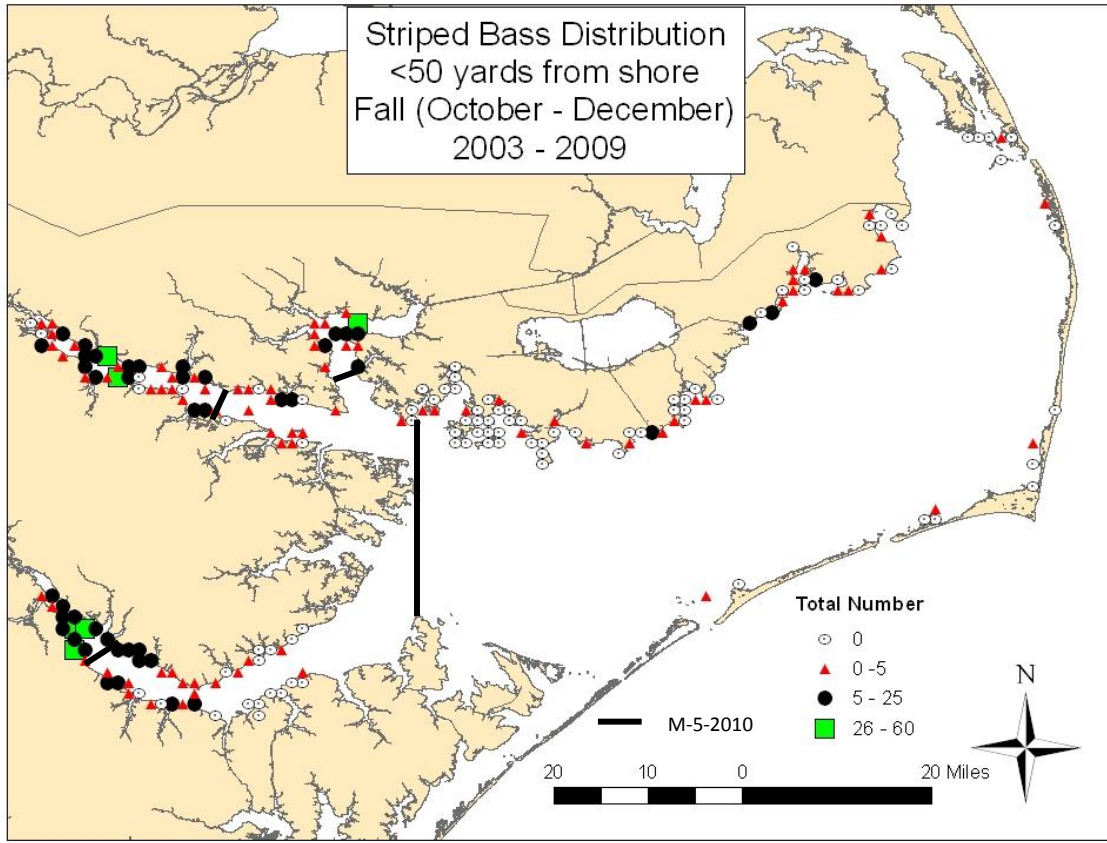 Striped Bass Distribution
<50 yards from shore
Fall (October - December)
2003 - 2009
Total Number
0
0 -5
5 - 25
26 - 60
M-5-2010
N
20 10 0 20 Miles